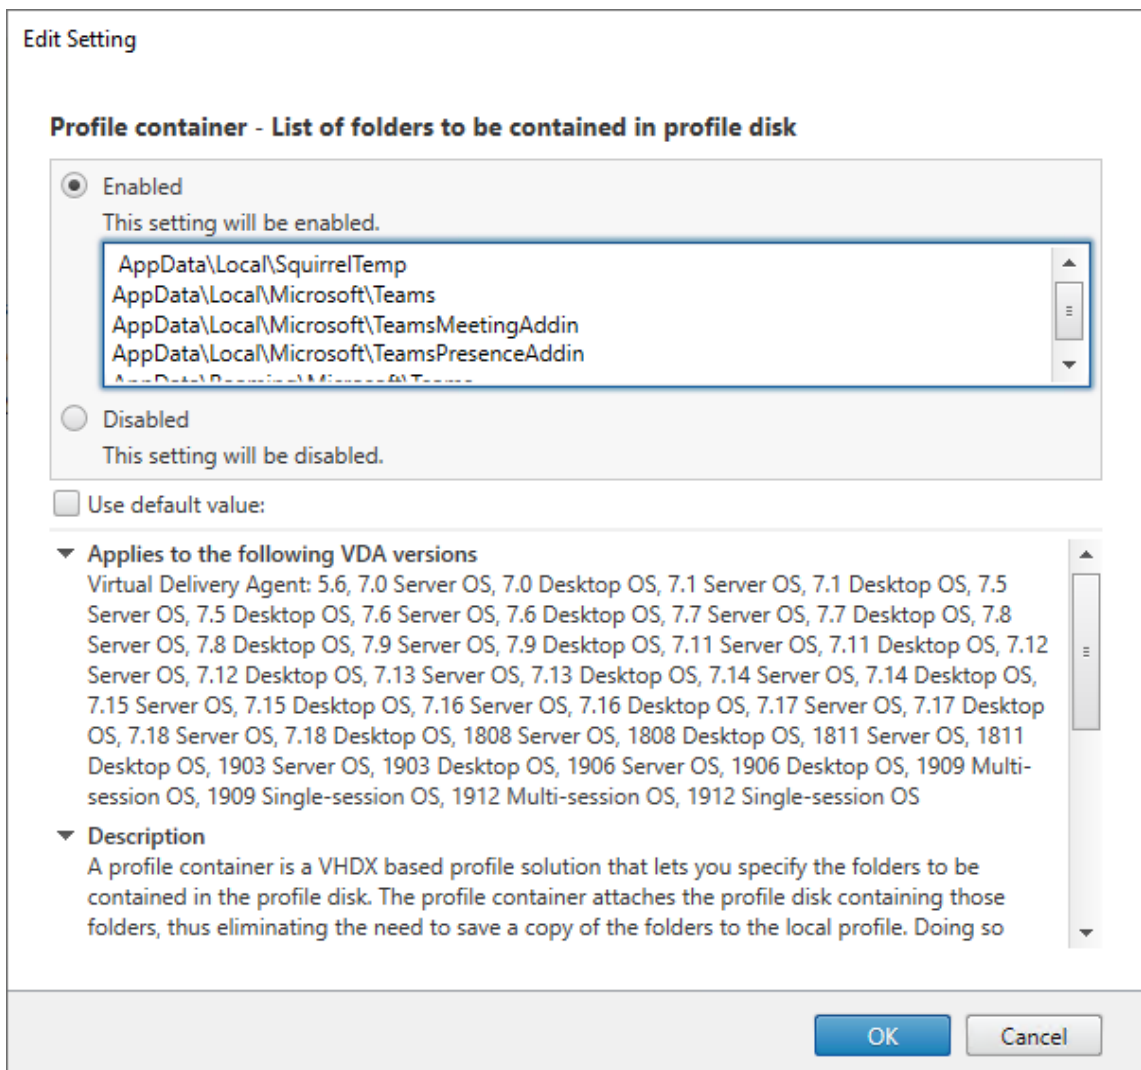 Edit Setting
Profile container - List of folders to be contained in profile disk
Enabled
This setting will be enabled.
AppData\Local\SquirrelTemp
AppData\Local\Microsoft\Teams
AppData\Local\Microsoft\TeamsMeetingAddin
AppData\Local\Microsoft\TeamsPresenceAddin
AppData\Roaming\Microsoft\Teams
Disabled
This setting will be disabled.
Use default value:
Applies to the following VDA versions
Virtual Delivery Agent: 5.6, 7.0 Server OS, 7.0 Desktop OS, 7.1 Server OS, 7.1 Desktop OS, 7.5
Server OS, 7.5 Desktop OS, 7.6 Server OS, 7.6 Desktop OS, 7.7 Server OS, 7.7 Desktop OS, 7.8
Server OS, 7.8 Desktop OS, 7.9 Server OS, 7.9 Desktop OS, 7.11 Server OS, 7.11 Desktop OS, 7.12
Server OS, 7.12 Desktop OS, 7.13 Server OS, 7.13 Desktop OS, 7.14 Server OS, 7.14 Desktop OS,
7.15 Server OS, 7.15 Desktop OS, 7.16 Server OS, 7.16 Desktop OS, 7.17 Server OS, 7.17 Desktop
OS, 7.18 Server OS, 7.18 Desktop OS, 1808 Server OS, 1808 Desktop OS, 1811 Server OS, 1811
Desktop OS, 1903 Server OS, 1903 Desktop OS, 1906 Server OS, 1906 Desktop OS, 1909 Multi-
session OS, 1909 Single-session OS, 1912 Multi-session OS, 1912 Single-session OS
Description
A profile container is a VHDX based profile solution that lets you specify the folders to be
contained in the profile disk. The profile container attaches the profile disk containing those
folders, thus eliminating the need to save a copy of the folders to the local profile. Doing so
OK
Cancel